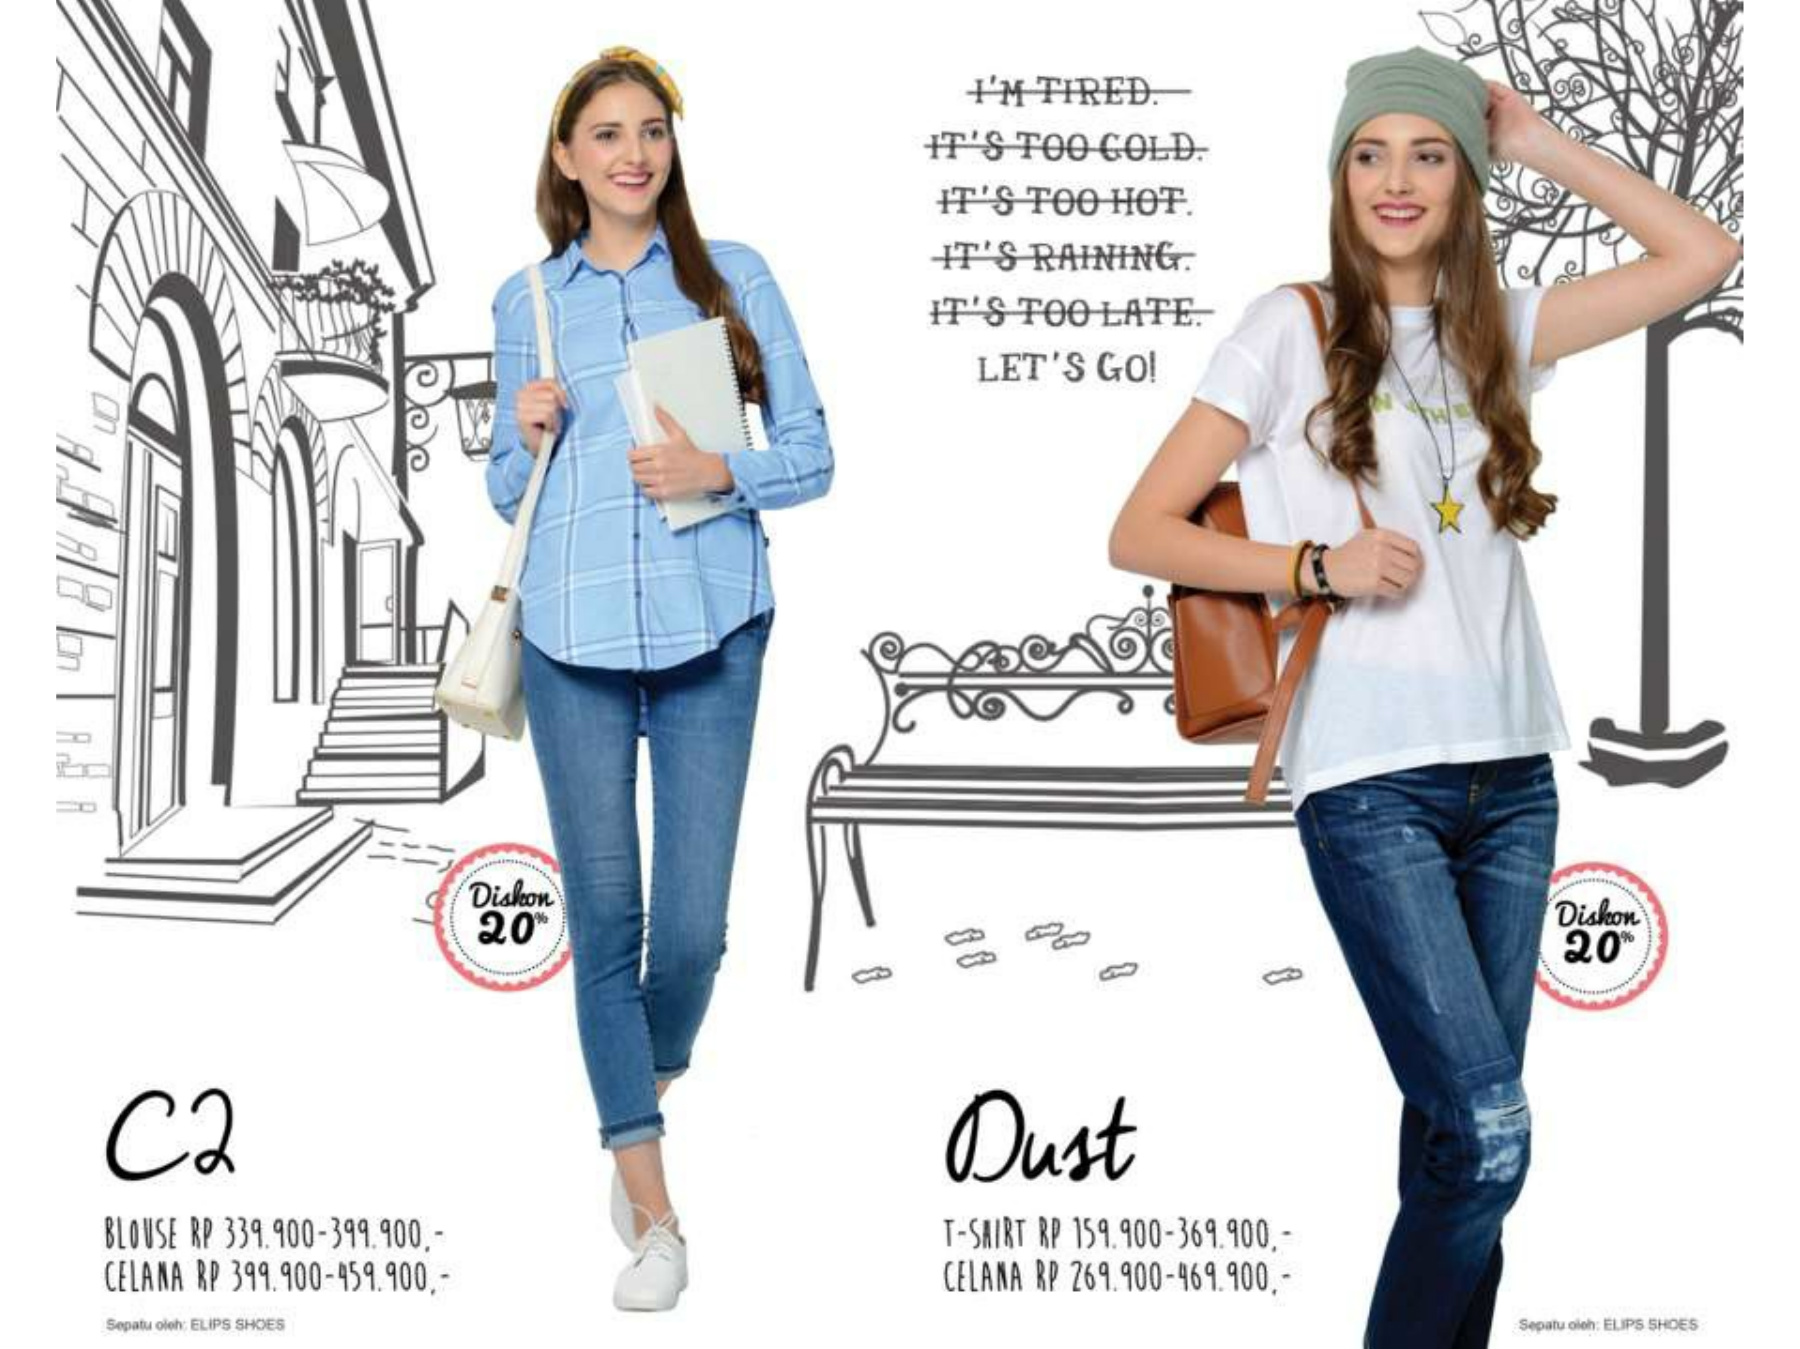 I'M TIRED.
IT'S TOO COLD.
IT'S TOO HOT.
IT'S RAINING.
IT'S TOO LATE.
LET'S GO!
Diskon
20%
Diskon
20%
C2
BLOUSE RP 339.900-399.900,-
CELANA RP 399.900-459.900,-
Sepatu oleh: ELIPS SHOES
Dust
T-SHIRT RP 159.900-369.900,-
CELANA RP 269.900-469.900,-
Sepatu oleh: ELIPS SHOES